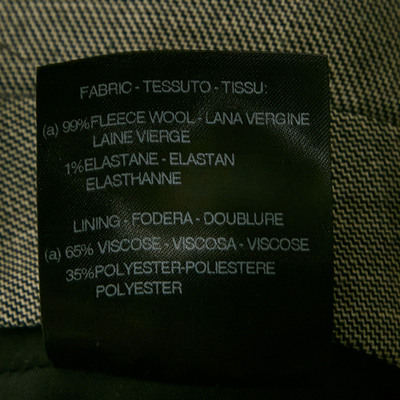 FABRIC - TESSUTO - TISSU:
(a) 99% FLEECE WOOL - LANA VERGINE
LAINE VIERGE
1% ELASTANE - ELASTAN
ELASTHANNE
LINING - FODERA - DOUBLURE
(a) 65% VISCOSE - VISCOSA - VISCOSE
35% POLYESTER-POLIESTERE
POLYESTER